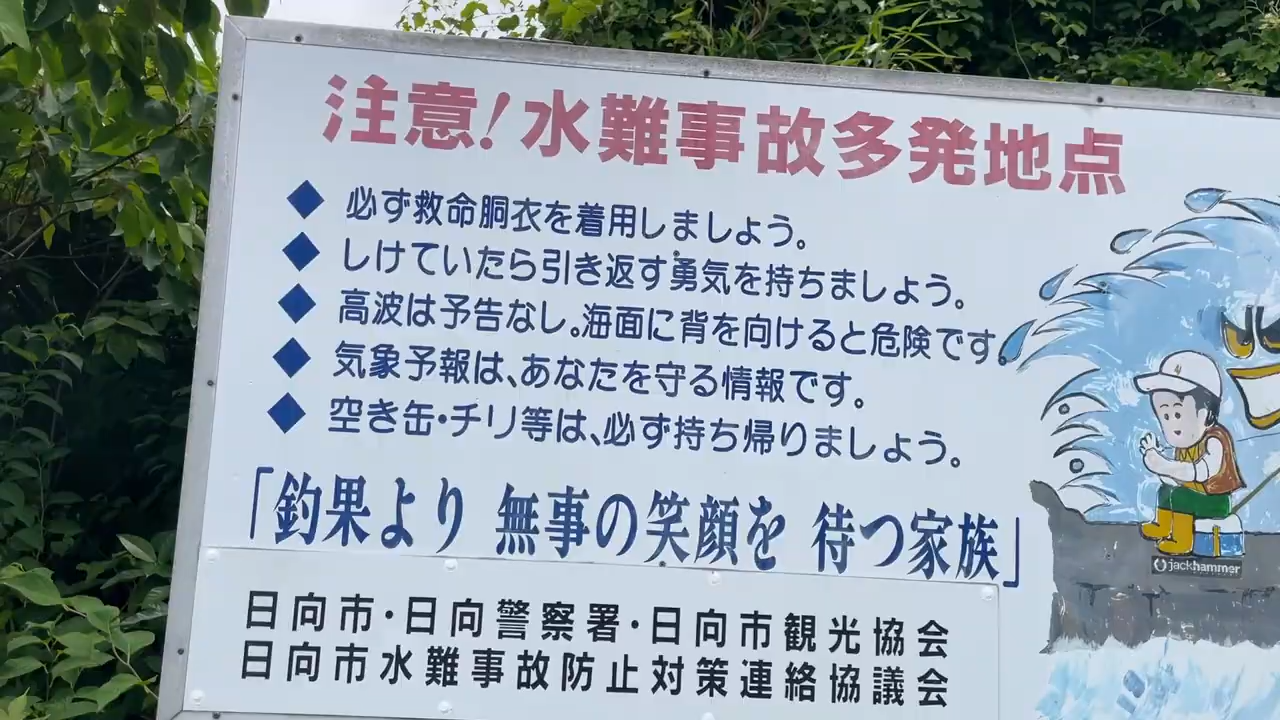 注意!水難事故多発地点
◆ 必ず救命胴衣を着用しましょう。
◆ しけていたら引き返す勇気を持ちましょう。
◆ 高波は予告なし。海面に背を向けると危険です。
◆ 気象予報は、あなたを守る情報です。
◆ 空き缶・チリ等は、必ず持ち帰りましょう。
「釣果より 無事の笑顔を 待つ家族」
日向市・日向警察署・日向市観光協会
日向市水難事故防止対策連絡協議会
jackhammer